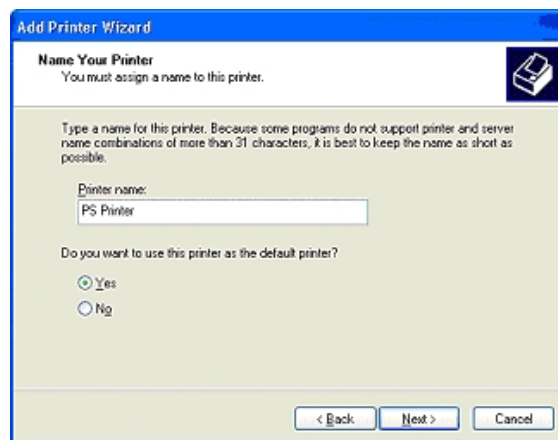 Add Printer Wizard
Name Your Printer
You must assign a name to this printer.
Type a name for this printer. Because some programs do not support printer and server
name combinations of more than 31 characters, it is best to keep the name as short as
possible.
Printer name:
PS Printer
Do you want to use this printer as the default printer?
Yes
No
< Back
Next >
Cancel